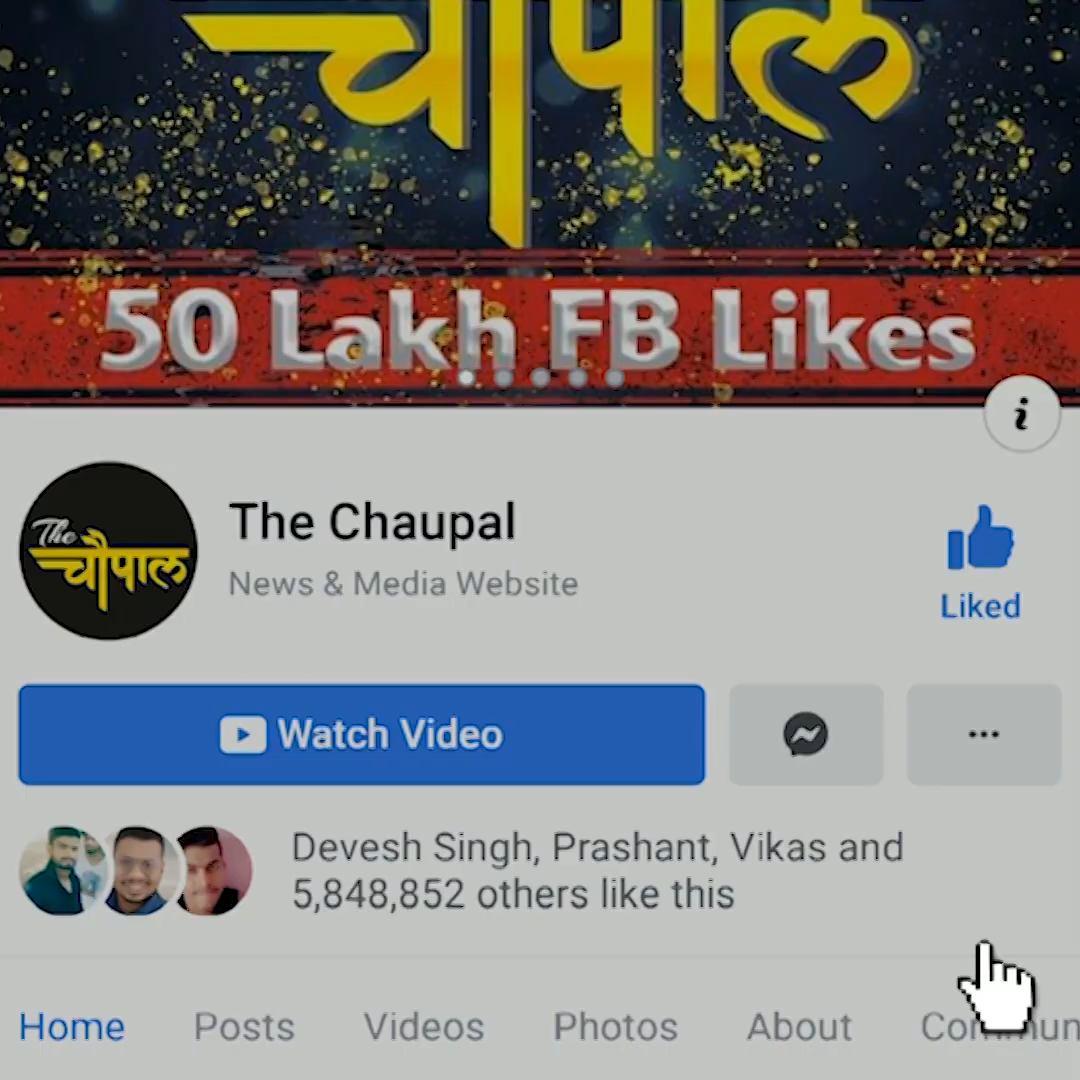 चौपाल
50 Lakh FB Likes
The Chaupal
The
चौपाल
News & Media Website
Liked
Watch Video
Devesh Singh, Prashant, Vikas and
5,848,852 others like this
Home Posts Videos Photos About Commun